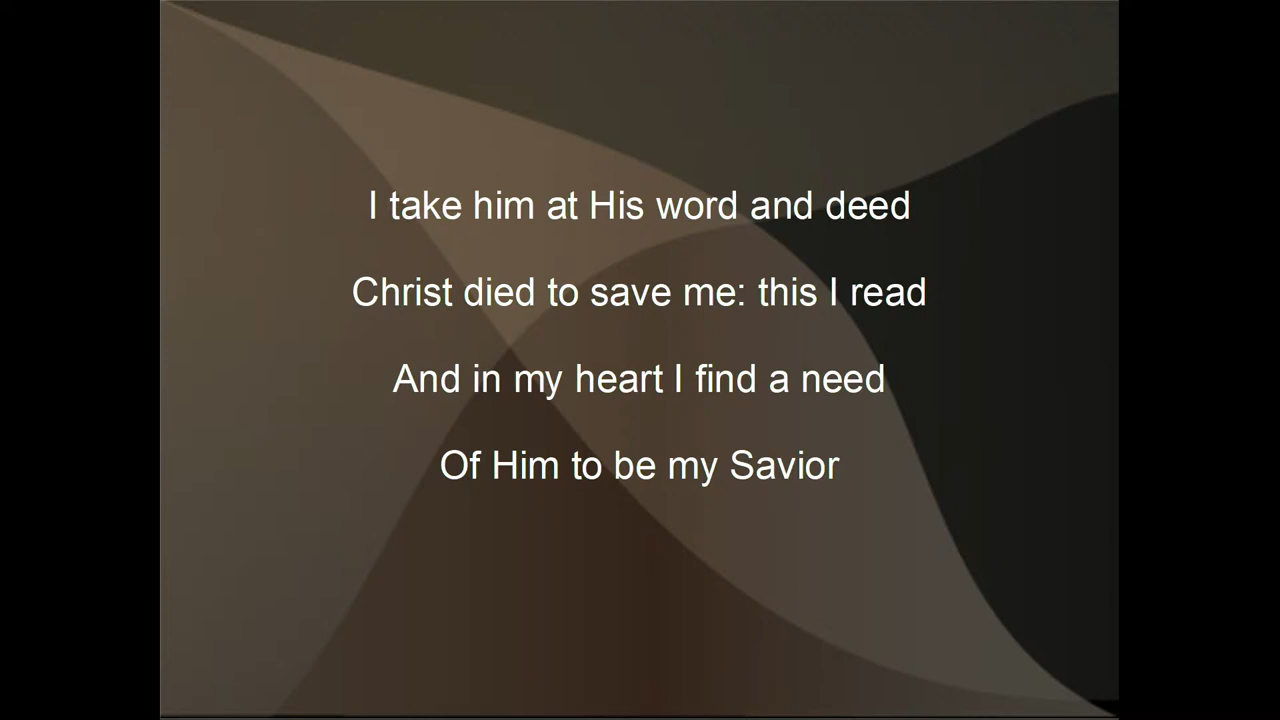 I take him at His word and deed
Christ died to save me: this I read
And in my heart I find a need
Of Him to be my Savior